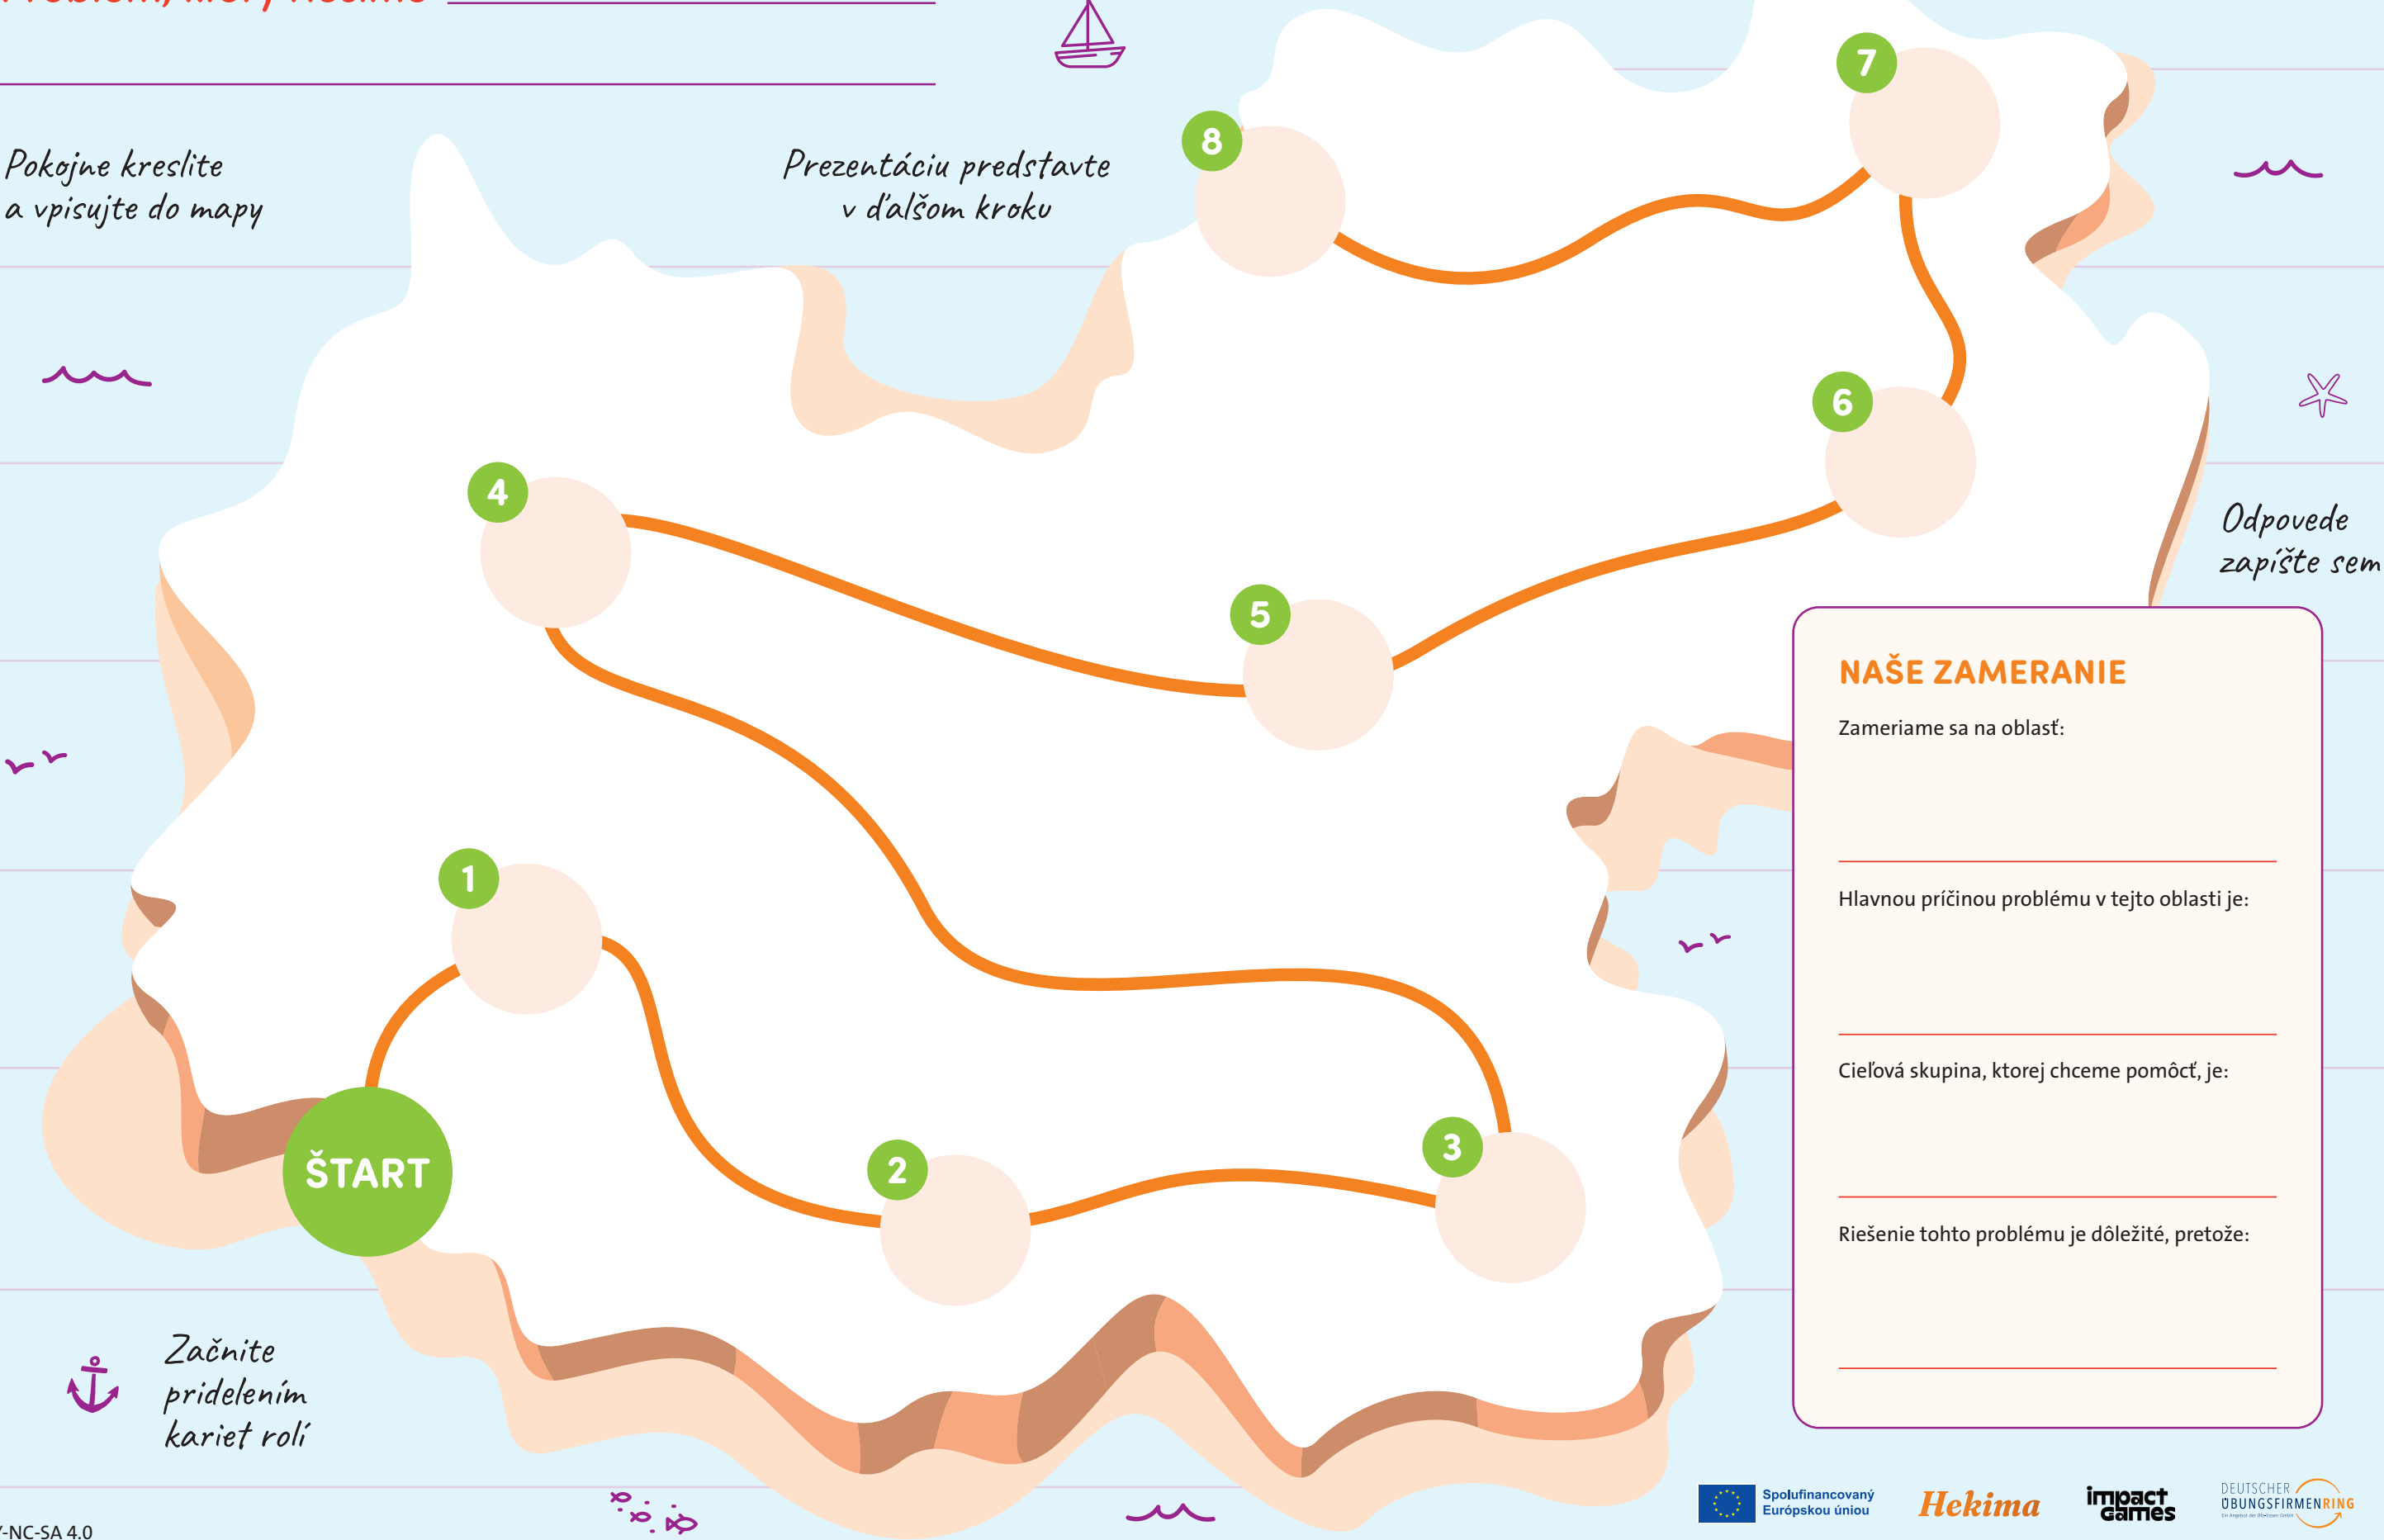 Pokojne kreslite
a vpisujte do mapy
Prezentáciu predstavte
v ďalšom kroku
8
7
6
4
5
Odpovede
zapíšte sem
1
2
3
ŠTART
Začnite
pridelením
kariet rolí
NAŠE ZAMERANIE
Zameriame sa na oblasť:
Hlavnou príčinou problému v tejto oblasti je:
Cieľová skupina, ktorej chceme pomôcť, je:
Riešenie tohto problému je dôležité, pretože:
-NC-SA 4.0
Spolufinancovaný
Európskou úniou
Hekima
impact
Games
DEUTSCHER
ÜBUNGSFIRMENRING